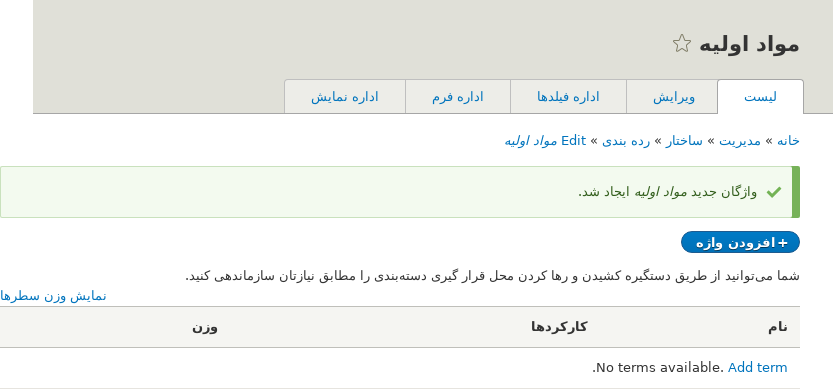 مواد اولیه
لیست ویرایش اداره فیلدها اداره فرم اداره نمایش
خانه » مدیریت » ساختار » رده بندی » Edit مواد اولیه
واژگان جدید مواد اولیه ایجاد شد.
+افزودن واژه
شما می‌توانید از طریق دستگیره کشیدن و رها کردن محل قرار گیری دسته‌بندی را مطابق نیازتان سازماندهی کنید.
نمایش وزن سطرها
نام کارکردها وزن
No terms available. Add term.